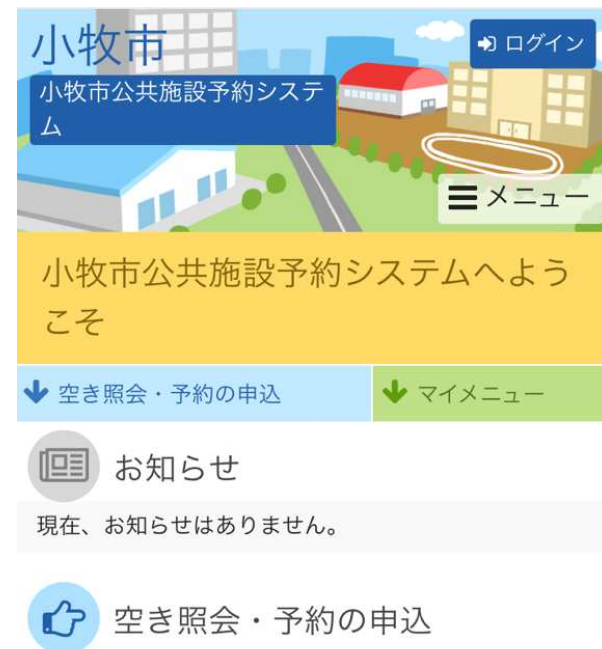 小牧市
ログイン
小牧市公共施設予約システ
ム
メニュー
小牧市公共施設予約システムへよう
こそ
空き照会・予約の申込
マイメニュー
お知らせ
現在、お知らせはありません。
空き照会・予約の申込